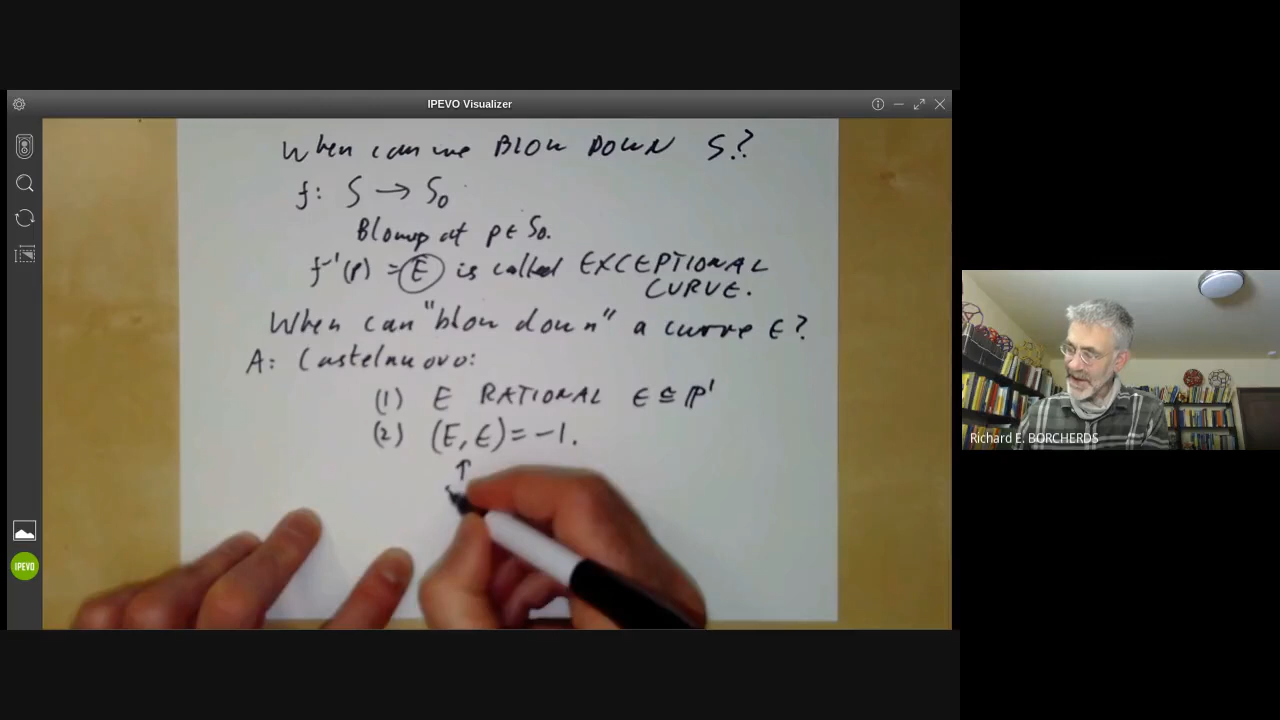 IPEVO Visualizer
When can we BLOW DOWN S.?
f: S → S₀
Blowup at p ∈ S₀.
f⁻¹(p) = E is called EXCEPTIONAL
CURVE.
When can "blow down" a curve E?
A: Castelnuovo:
(1) E RATIONAL E ≅ P¹
(2) (E, E) = -1.
↑
IPEVO
Richard E. BORCHERDS